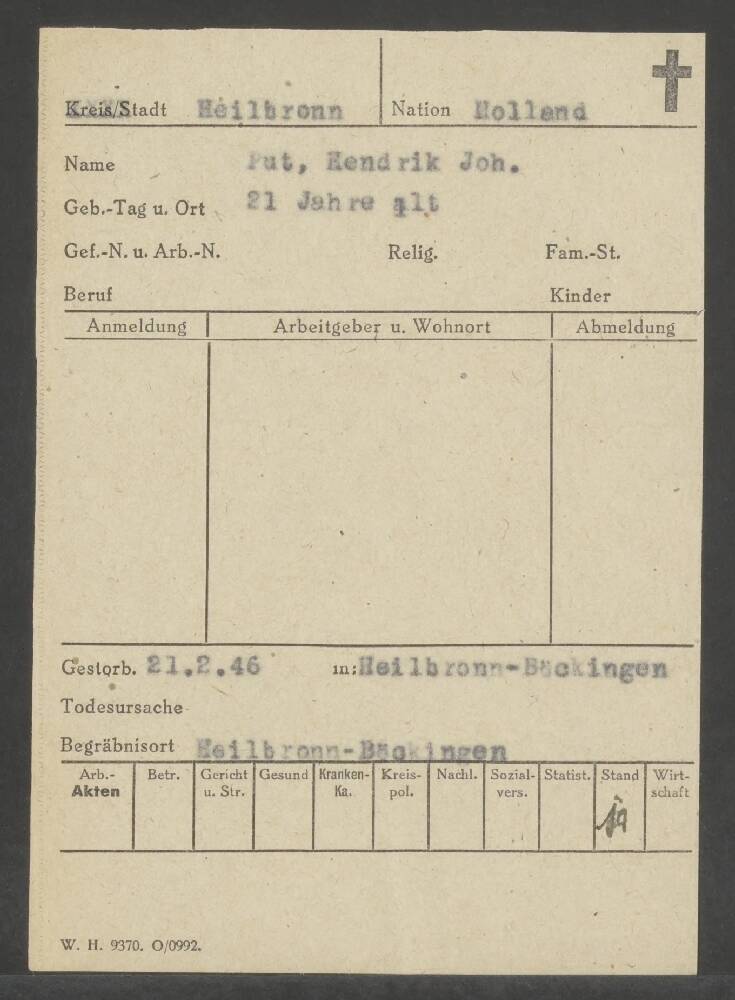 Kreis/Stadt Heilbronn Nation Holland
Name Put, Hendrik Joh.
Geb.-Tag u. Ort 21 Jahre alt
Gef.-N. u. Arb.-N. Relig. Fam.-St.
Beruf Kinder
Anmeldung Arbeitgeber u. Wohnort Abmeldung
Gestorb. 21.2.46 in: Heilbronn-Böckingen
Todesursache
Begräbnisort Heilbronn-Böckingen
Arb.- Betr. Gericht Gesund Kranken- Kreis- Nachl. Sozial- Statist. Stand Wirt-
Akten u. Str. Ka. pol. vers. schaft
ja
W. H. 9370. O/0992.